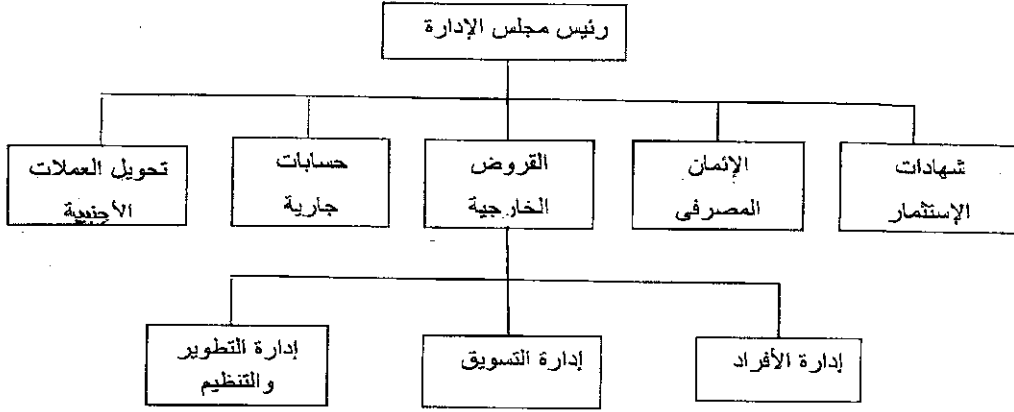 رئيس مجلس الإدارة
شهادات
الإستثمار
الإئمان
المصرفى
القروض
الخارجية
حسابات
جارية
تحويل العملات
الأجنبية
إدارة الأفراد
إدارة التسويق
إدارة التطوير
والتنظيم